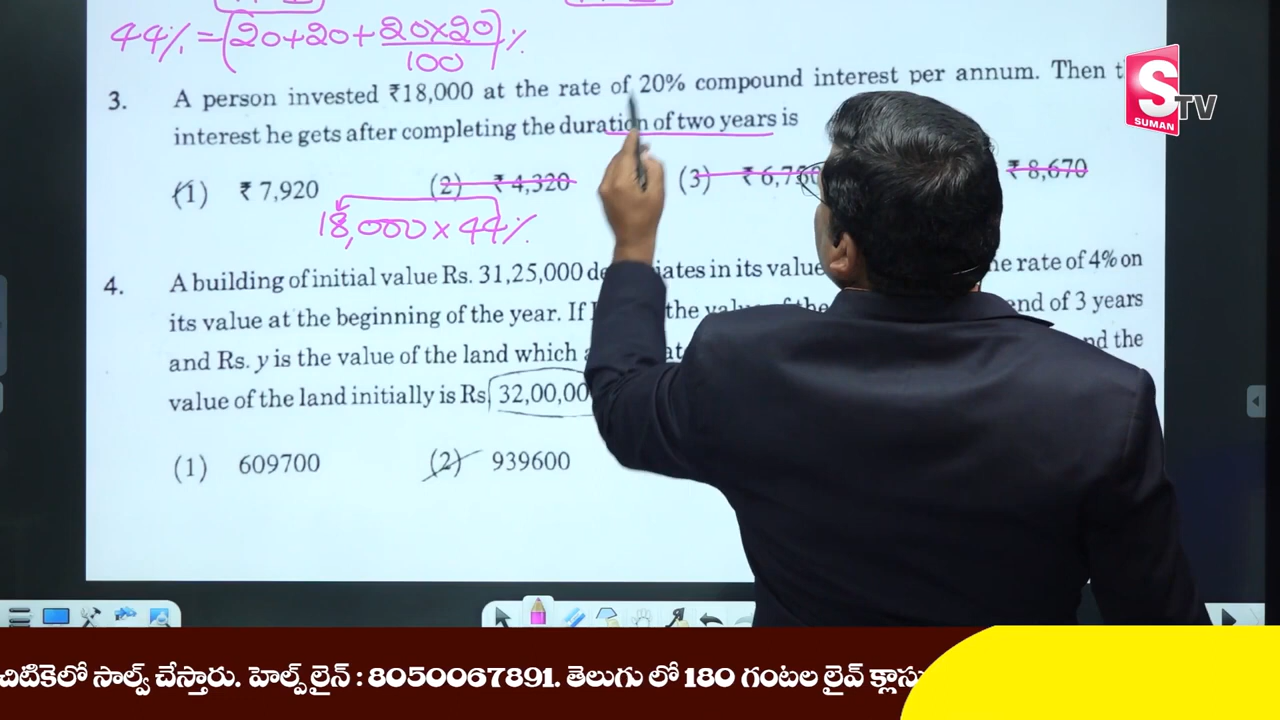 44% = (20+20+20×20/100)%
3. A person invested ₹18,000 at the rate of 20% compound interest per annum. Then
interest he gets after completing the duration of two years is
(1) ₹ 7,920 (2) ₹ 4,320 (3) ₹ 6,750 ₹ 8,670
18,000×44%
4. A building of initial value Rs. 31,25,000 in its value rate of 4% on
its value at the beginning of the year. If the end of 3 years
and Rs. y is the value of the land which the
value of the land initially is Rs. 32,00,00
(1) 609700 (2) 939600
S
SUMAN
TV
చిటికెలో సాల్వ్ చేస్తారు. హెల్ప్ లైన్ : 8050067891. తెలుగు లో 180 గంటల లైవ్